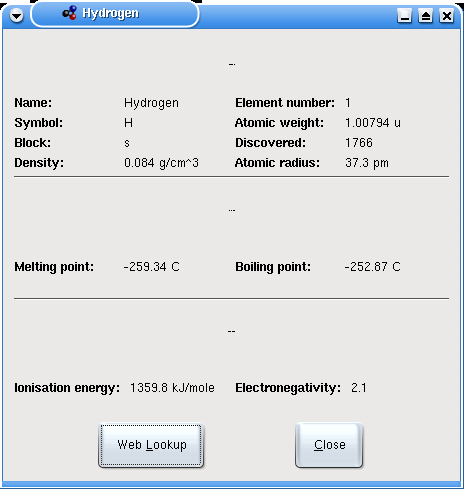 Hydrogen
...
Name: Hydrogen Element number: 1
Symbol: H Atomic weight: 1.00794 u
Block: s Discovered: 1766
Density: 0.084 g/cm^3 Atomic radius: 37.3 pm
...
Melting point: -259.34 C Boiling point: -252.87 C
--
Ionisation energy: 1359.8 kJ/mole Electronegativity: 2.1
Web Lookup Close